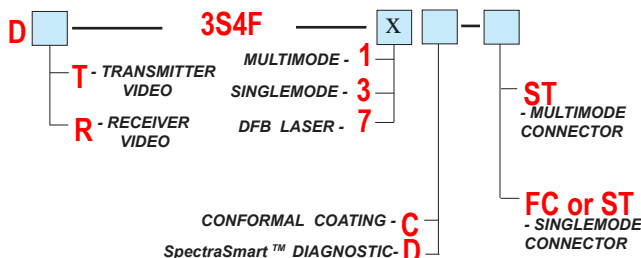 D 3S4F X
T - TRANSMITTER
VIDEO
R - RECEIVER
VIDEO
MULTIMODE - 1
SINGLEMODE - 3
DFB LASER - 7
ST
- MULTIMODE
CONNECTOR
FC or ST
- SINGLEMODE
CONNECTOR
CONFORMAL COATING - C
SpectraSmart ™ DIAGNOSTIC- D